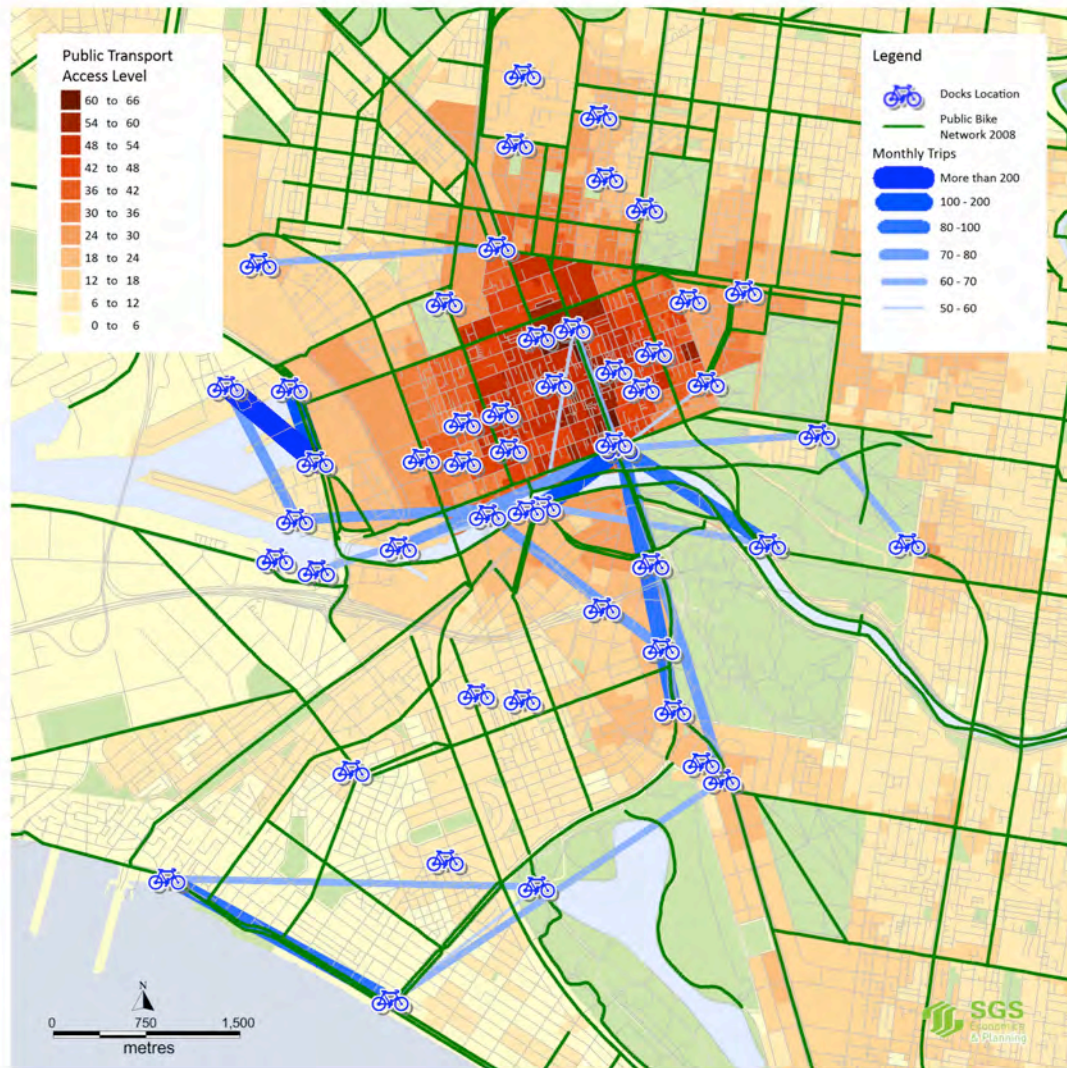 Public Transport
Access Level
60 to 66
54 to 60
48 to 54
42 to 48
36 to 42
30 to 36
24 to 30
18 to 24
12 to 18
6 to 12
0 to 6
Legend
Docks Location
Public Bike
Network 2008
Monthly Trips
More than 200
100 - 200
80 -100
70 - 80
60 - 70
50 - 60
N
0 750 1,500
metres
SGS
Economics
& Planning